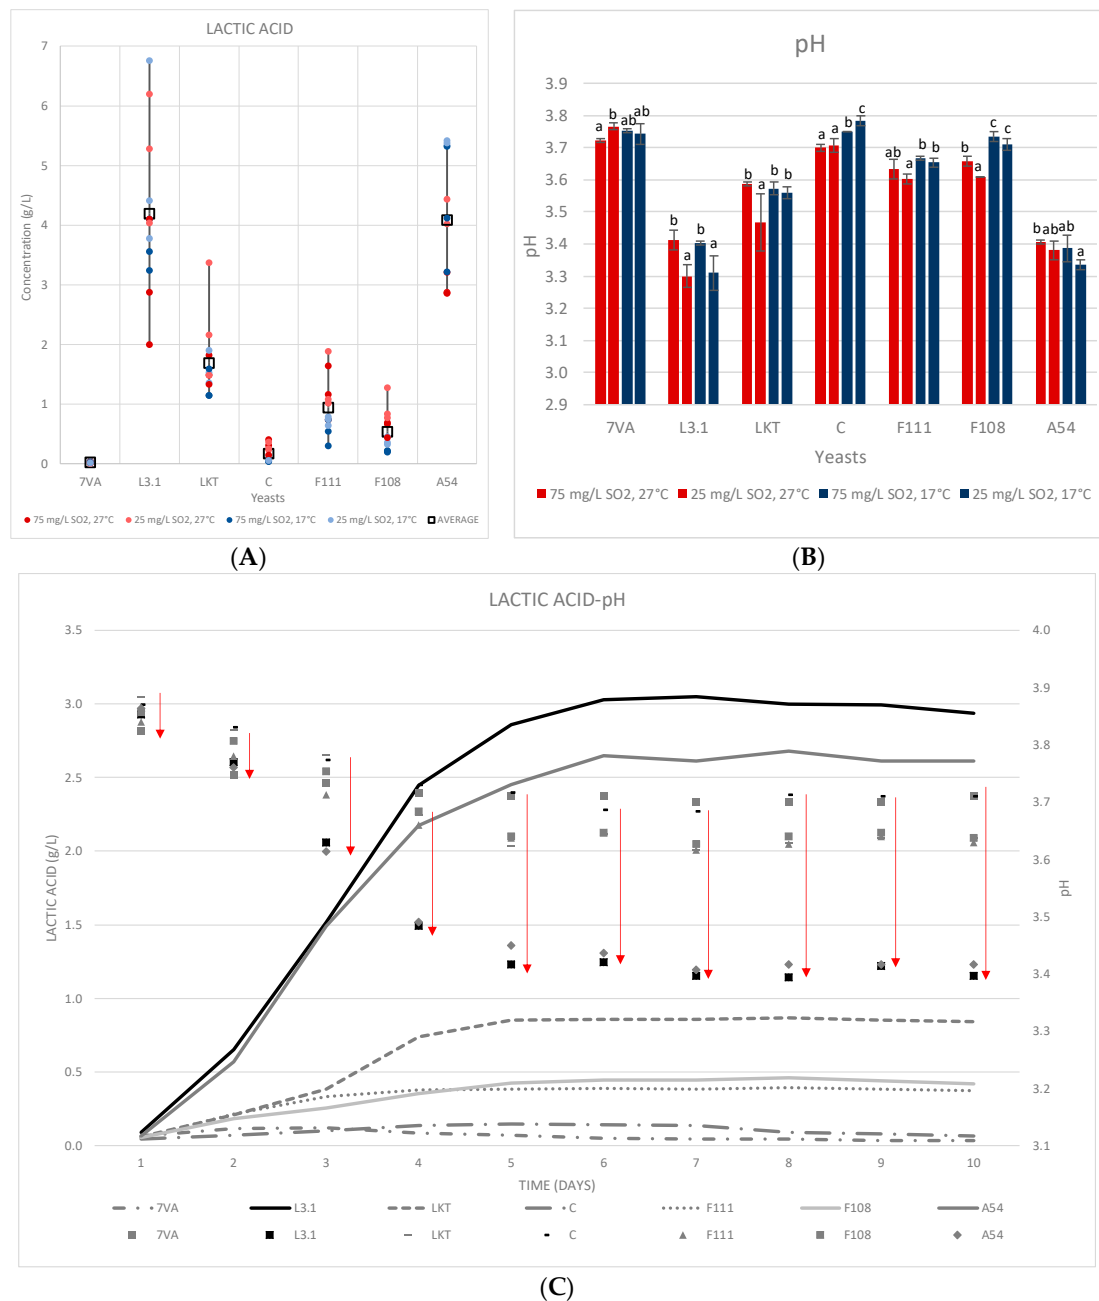 LACTIC ACID
7
6
5
4
3
2
1
0
Concentration (g/L)
7VA L3.1 LKT C F111 F108 A54
Yeasts
75 mg/L SO2, 27°C 25 mg/L SO2, 27°C 75 mg/L SO2, 17°C 25 mg/L SO2, 17°C AVERAGE
(A)
pH
3.9
3.8
3.7
3.6
3.5
3.4
3.3
3.2
3.1
3.0
2.9
pH
a b ab ab
b a b a
b a b b
a a b c
ab a b b
b a c c
b ab ab a
7VA L3.1 LKT C F111 F108 A54
Yeasts
75 mg/L SO2, 27°C 25 mg/L SO2, 27°C 75 mg/L SO2, 17°C 25 mg/L SO2, 17°C
(B)
LACTIC ACID-pH
3.5
3.0
2.5
2.0
1.5
1.0
0.5
0.0
LACTIC ACID (g/L)
4.0
3.9
3.8
3.7
3.6
3.5
3.4
3.3
3.2
3.1
pH
1 2 3 4 5 6 7 8 9 10
TIME (DAYS)
7VA L3.1 LKT C F111 F108 A54
7VA L3.1 LKT C F111 F108 A54
(C)